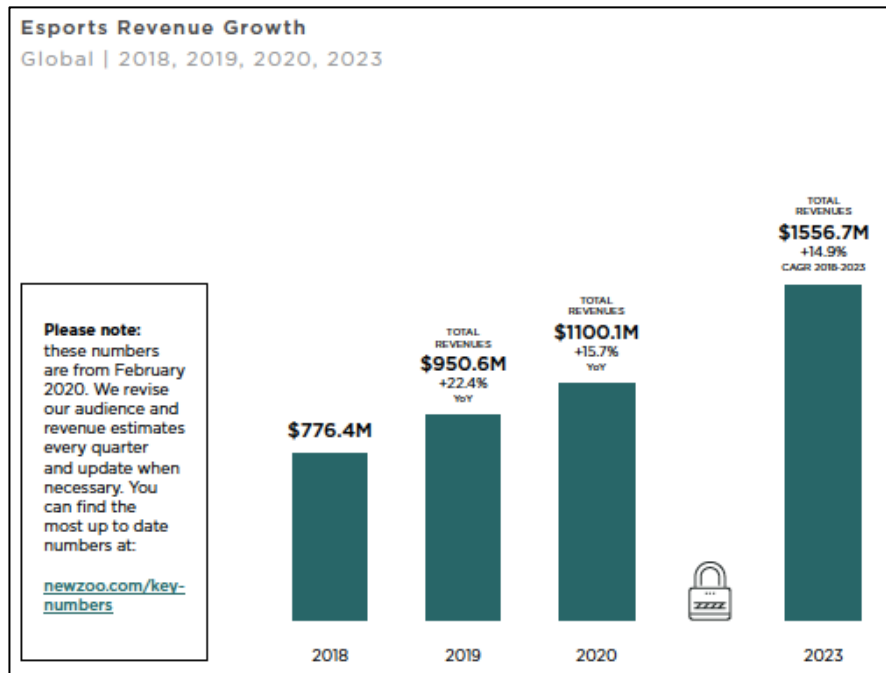 Esports Revenue Growth
Global | 2018, 2019, 2020, 2023
Please note:
these numbers
are from February
2020. We revise
our audience and
revenue estimates
every quarter
and update when
necessary. You
can find the
most up to date
numbers at:
newzoo.com/key-
numbers
$776.4M
2018
TOTAL
REVENUES
$950.6M
+22.4%
YoY
2019
TOTAL
REVENUES
$1100.1M
+15.7%
YoY
2020
ZZZZ
TOTAL
REVENUES
$1556.7M
+14.9%
CAGR 2018-2023
2023